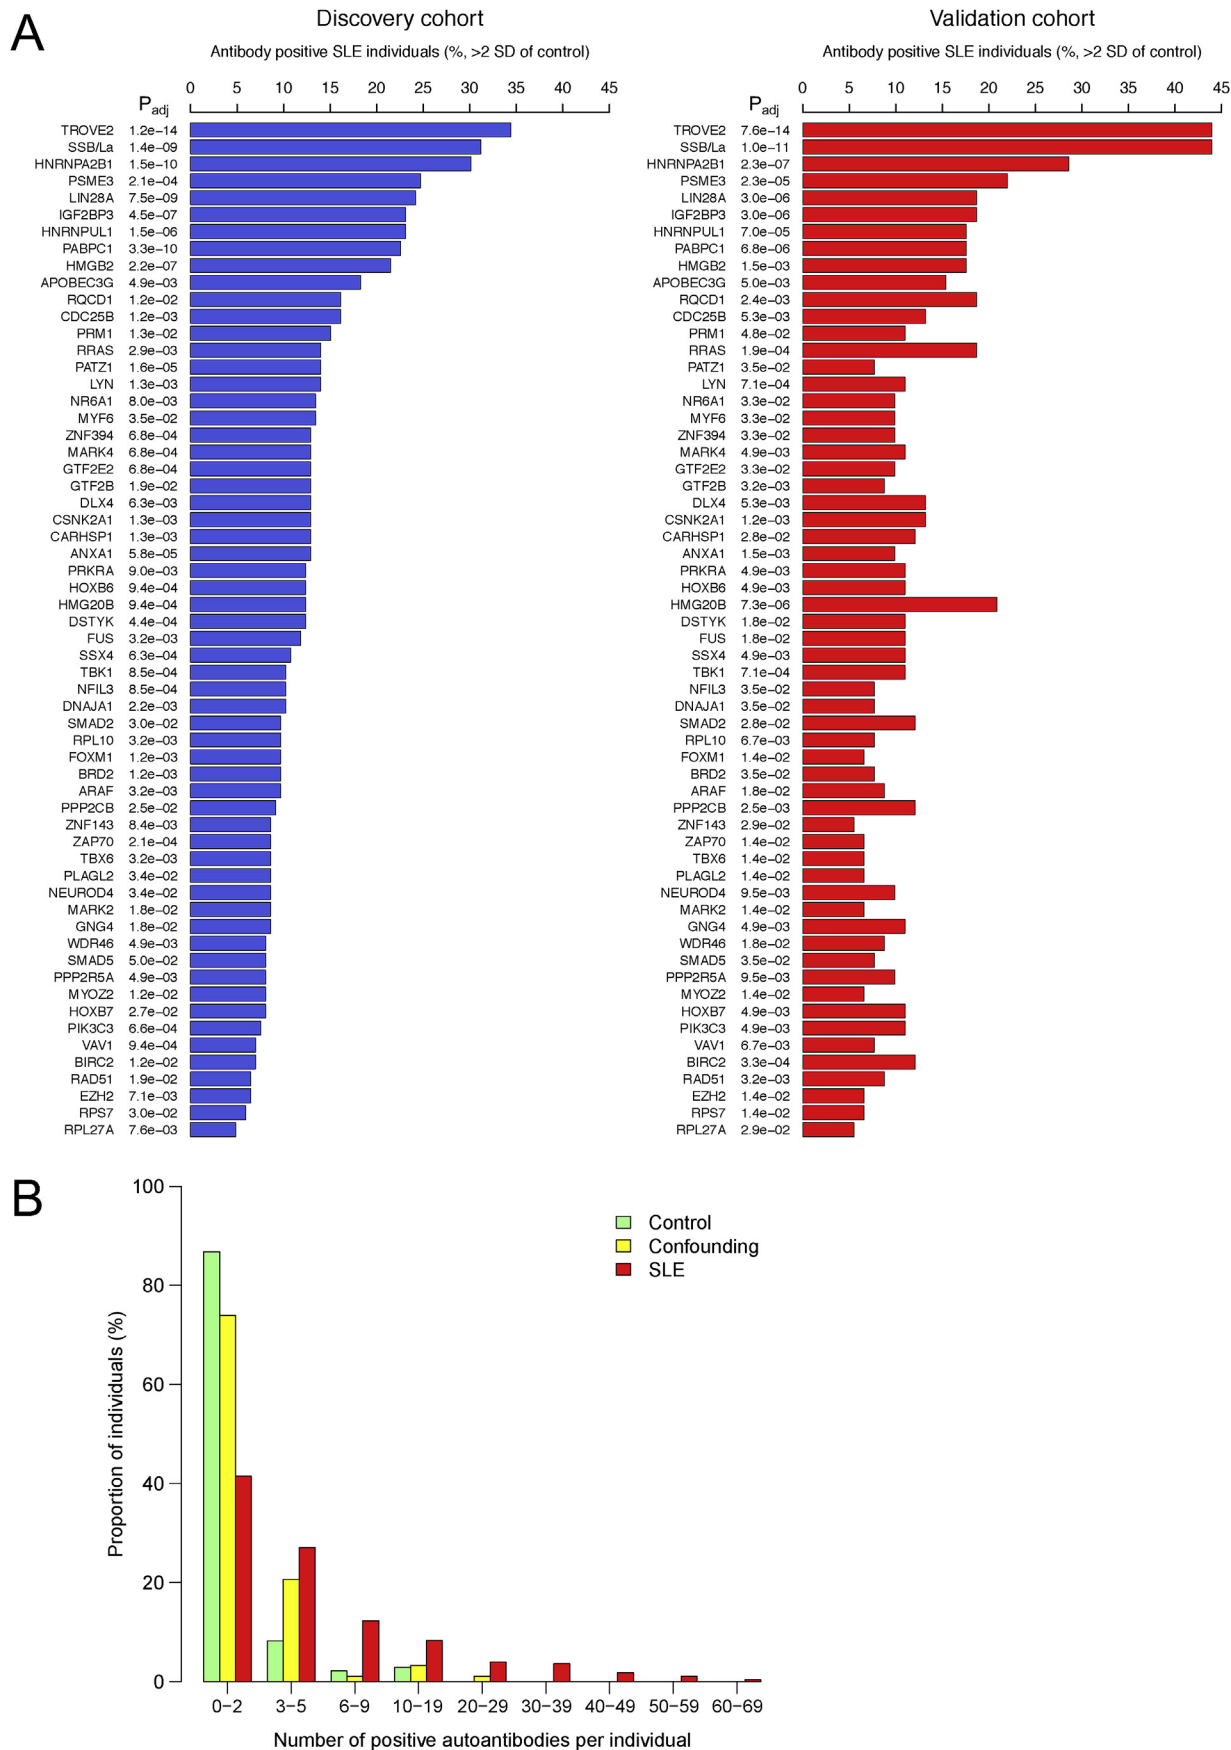 A
Discovery cohort
Antibody positive SLE individuals (%, >2 SD of control)
Padj
0 5 10 15 20 25 30 35 40 45
TROVE2 1.2e−14
SSB/La 1.4e−09
HNRNPA2B1 1.5e−10
PSME3 2.1e−04
LIN28A 7.5e−09
IGF2BP3 4.5e−07
HNRNPUL1 1.5e−06
PABPC1 3.3e−10
HMGB2 2.2e−07
APOBEC3G 4.9e−03
RQCD1 1.2e−02
CDC25B 1.2e−03
PRM1 1.3e−02
RRAS 2.9e−03
PATZ1 1.6e−05
LYN 1.3e−03
NR6A1 8.0e−03
MYF6 3.5e−02
ZNF394 6.8e−04
MARK4 6.8e−04
GTF2E2 6.8e−04
GTF2B 1.9e−02
DLX4 6.3e−03
CSNK2A1 1.3e−03
CARHSP1 1.3e−03
ANXA1 5.8e−05
PRKRA 9.0e−03
HOXB6 9.4e−04
HMG20B 9.4e−04
DSTYK 4.4e−04
FUS 3.2e−03
SSX4 6.3e−04
TBK1 8.5e−04
NFIL3 8.5e−04
DNAJA1 2.2e−03
SMAD2 3.0e−02
RPL10 3.2e−03
FOXM1 1.2e−03
BRD2 1.2e−03
ARAF 3.2e−03
PPP2CB 2.5e−02
ZNF143 8.4e−03
ZAP70 2.1e−04
TBX6 3.2e−03
PLAGL2 3.4e−02
NEUROD4 3.4e−02
MARK2 1.8e−02
GNG4 1.8e−02
WDR46 4.9e−03
SMAD5 5.0e−02
PPP2R5A 4.9e−03
MYOZ2 1.2e−02
HOXB7 2.7e−02
PIK3C3 6.6e−04
VAV1 9.4e−04
BIRC2 1.2e−02
RAD51 1.9e−02
EZH2 7.1e−03
RPS7 3.0e−02
RPL27A 7.6e−03
Validation cohort
Antibody positive SLE individuals (%, >2 SD of control)
Padj
0 5 10 15 20 25 30 35 40 45
TROVE2 7.6e−14
SSB/La 1.0e−11
HNRNPA2B1 2.3e−07
PSME3 2.3e−05
LIN28A 3.0e−06
IGF2BP3 3.0e−06
HNRNPUL1 7.0e−05
PABPC1 6.8e−06
HMGB2 1.5e−03
APOBEC3G 5.0e−03
RQCD1 2.4e−03
CDC25B 5.3e−03
PRM1 4.8e−02
RRAS 1.9e−04
PATZ1 3.5e−02
LYN 7.1e−04
NR6A1 3.3e−02
MYF6 3.3e−02
ZNF394 3.3e−02
MARK4 4.9e−03
GTF2E2 3.3e−02
GTF2B 3.2e−03
DLX4 5.3e−03
CSNK2A1 1.2e−03
CARHSP1 2.8e−02
ANXA1 1.5e−03
PRKRA 4.9e−03
HOXB6 4.9e−03
HMG20B 7.3e−06
DSTYK 1.8e−02
FUS 1.8e−02
SSX4 4.9e−03
TBK1 7.1e−04
NFIL3 3.5e−02
DNAJA1 3.5e−02
SMAD2 2.8e−02
RPL10 6.7e−03
FOXM1 1.4e−02
BRD2 3.5e−02
ARAF 1.8e−02
PPP2CB 2.5e−03
ZNF143 2.9e−02
ZAP70 1.4e−02
TBX6 1.4e−02
PLAGL2 1.4e−02
NEUROD4 9.5e−03
MARK2 1.4e−02
GNG4 4.9e−03
WDR46 1.8e−02
SMAD5 3.5e−02
PPP2R5A 9.5e−03
MYOZ2 1.4e−02
HOXB7 4.9e−03
PIK3C3 4.9e−03
VAV1 6.7e−03
BIRC2 3.3e−04
RAD51 3.2e−03
EZH2 1.4e−02
RPS7 1.4e−02
RPL27A 2.9e−02
B
Proportion of individuals (%)
100
80
60
40
20
0
Control
Confounding
SLE
0−2 3−5 6−9 10−19 20−29 30−39 40−49 50−59 60−69
Number of positive autoantibodies per individual